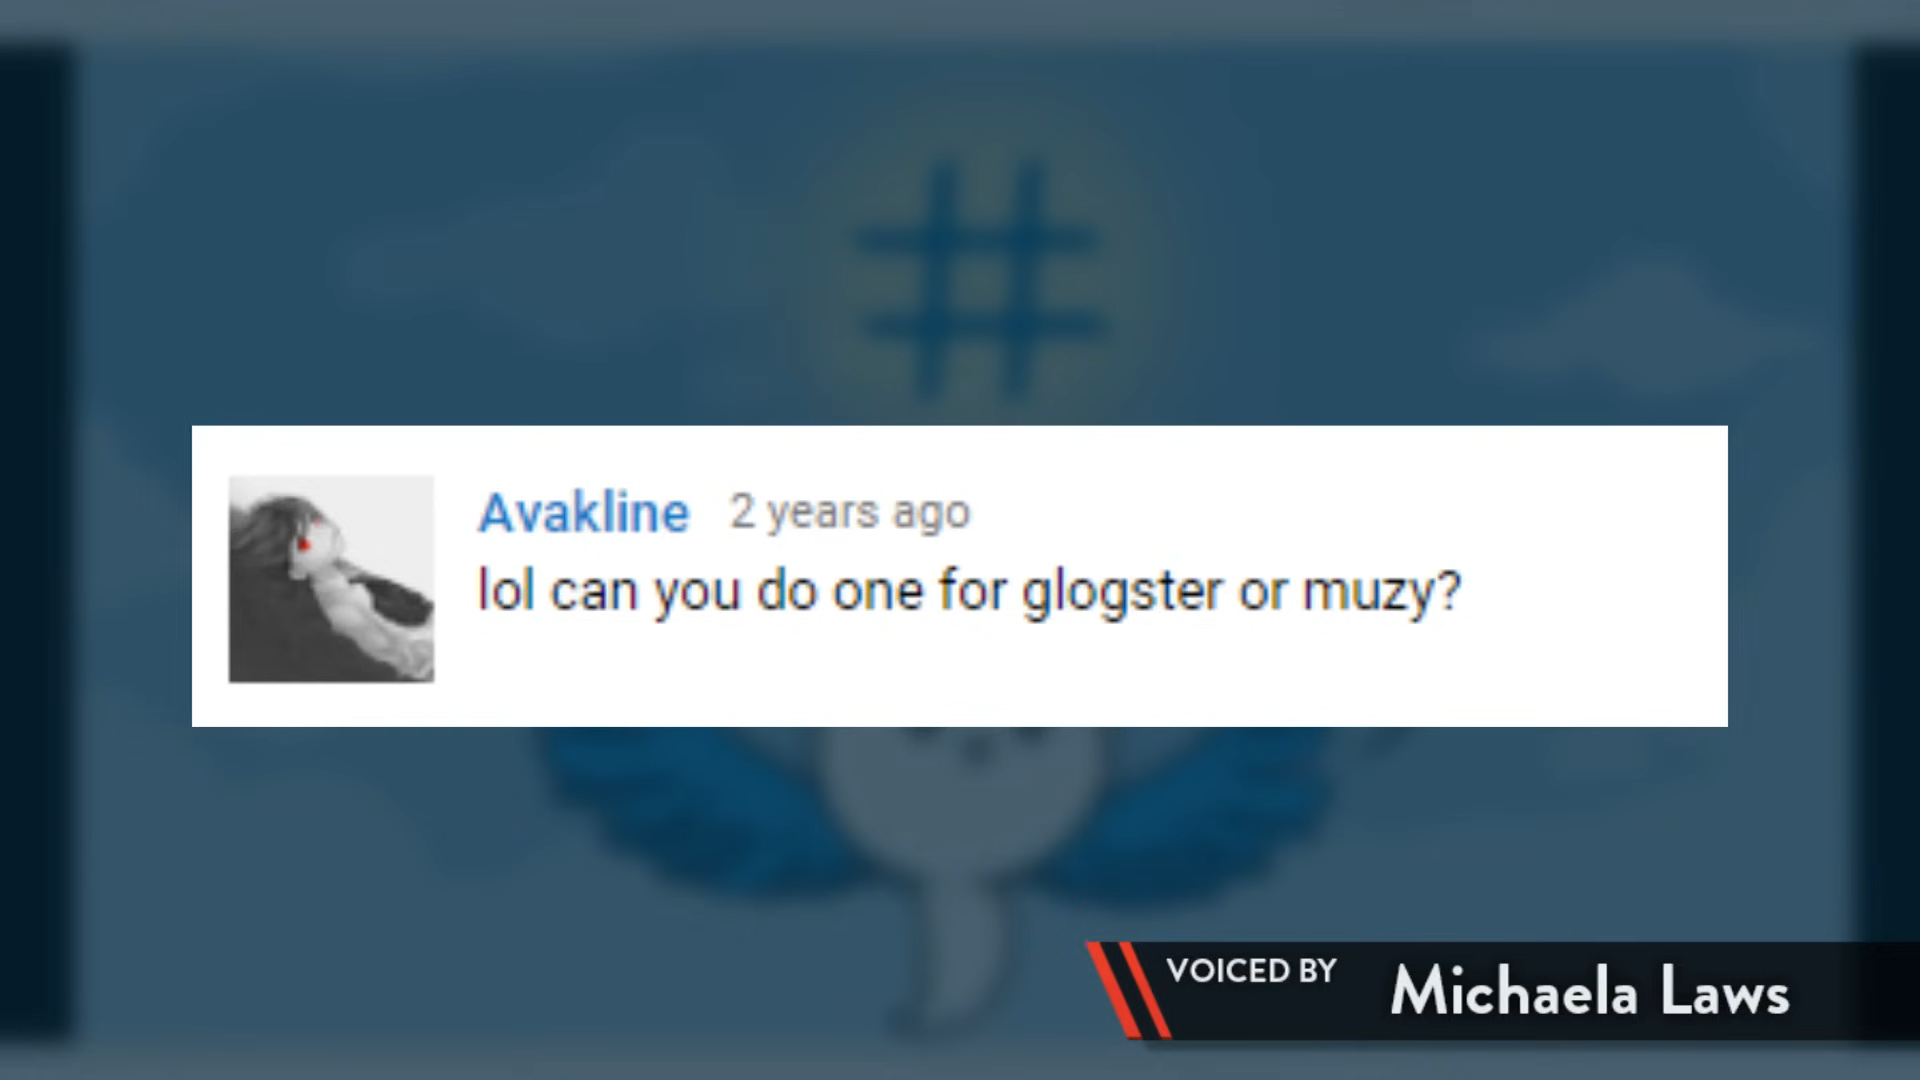 #
Avakline 2 years ago
lol can you do one for glogster or muzy?
VOICED BY Michaela Laws